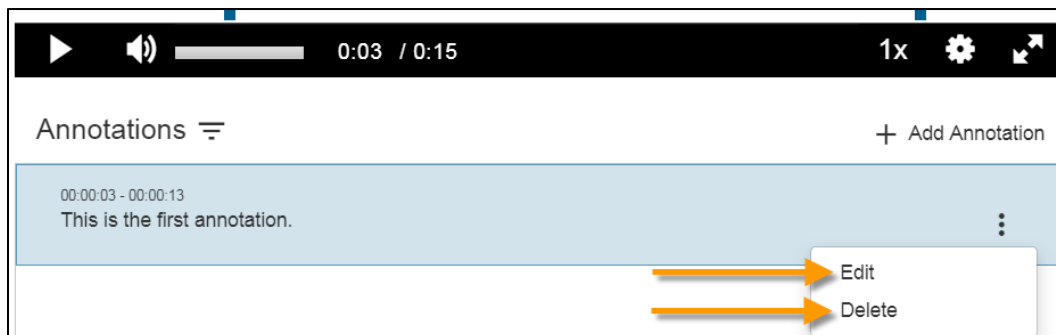 0:03 / 0:15 1x
Annotations + Add Annotation
00:00:03 - 00:00:13
This is the first annotation.
Edit
Delete